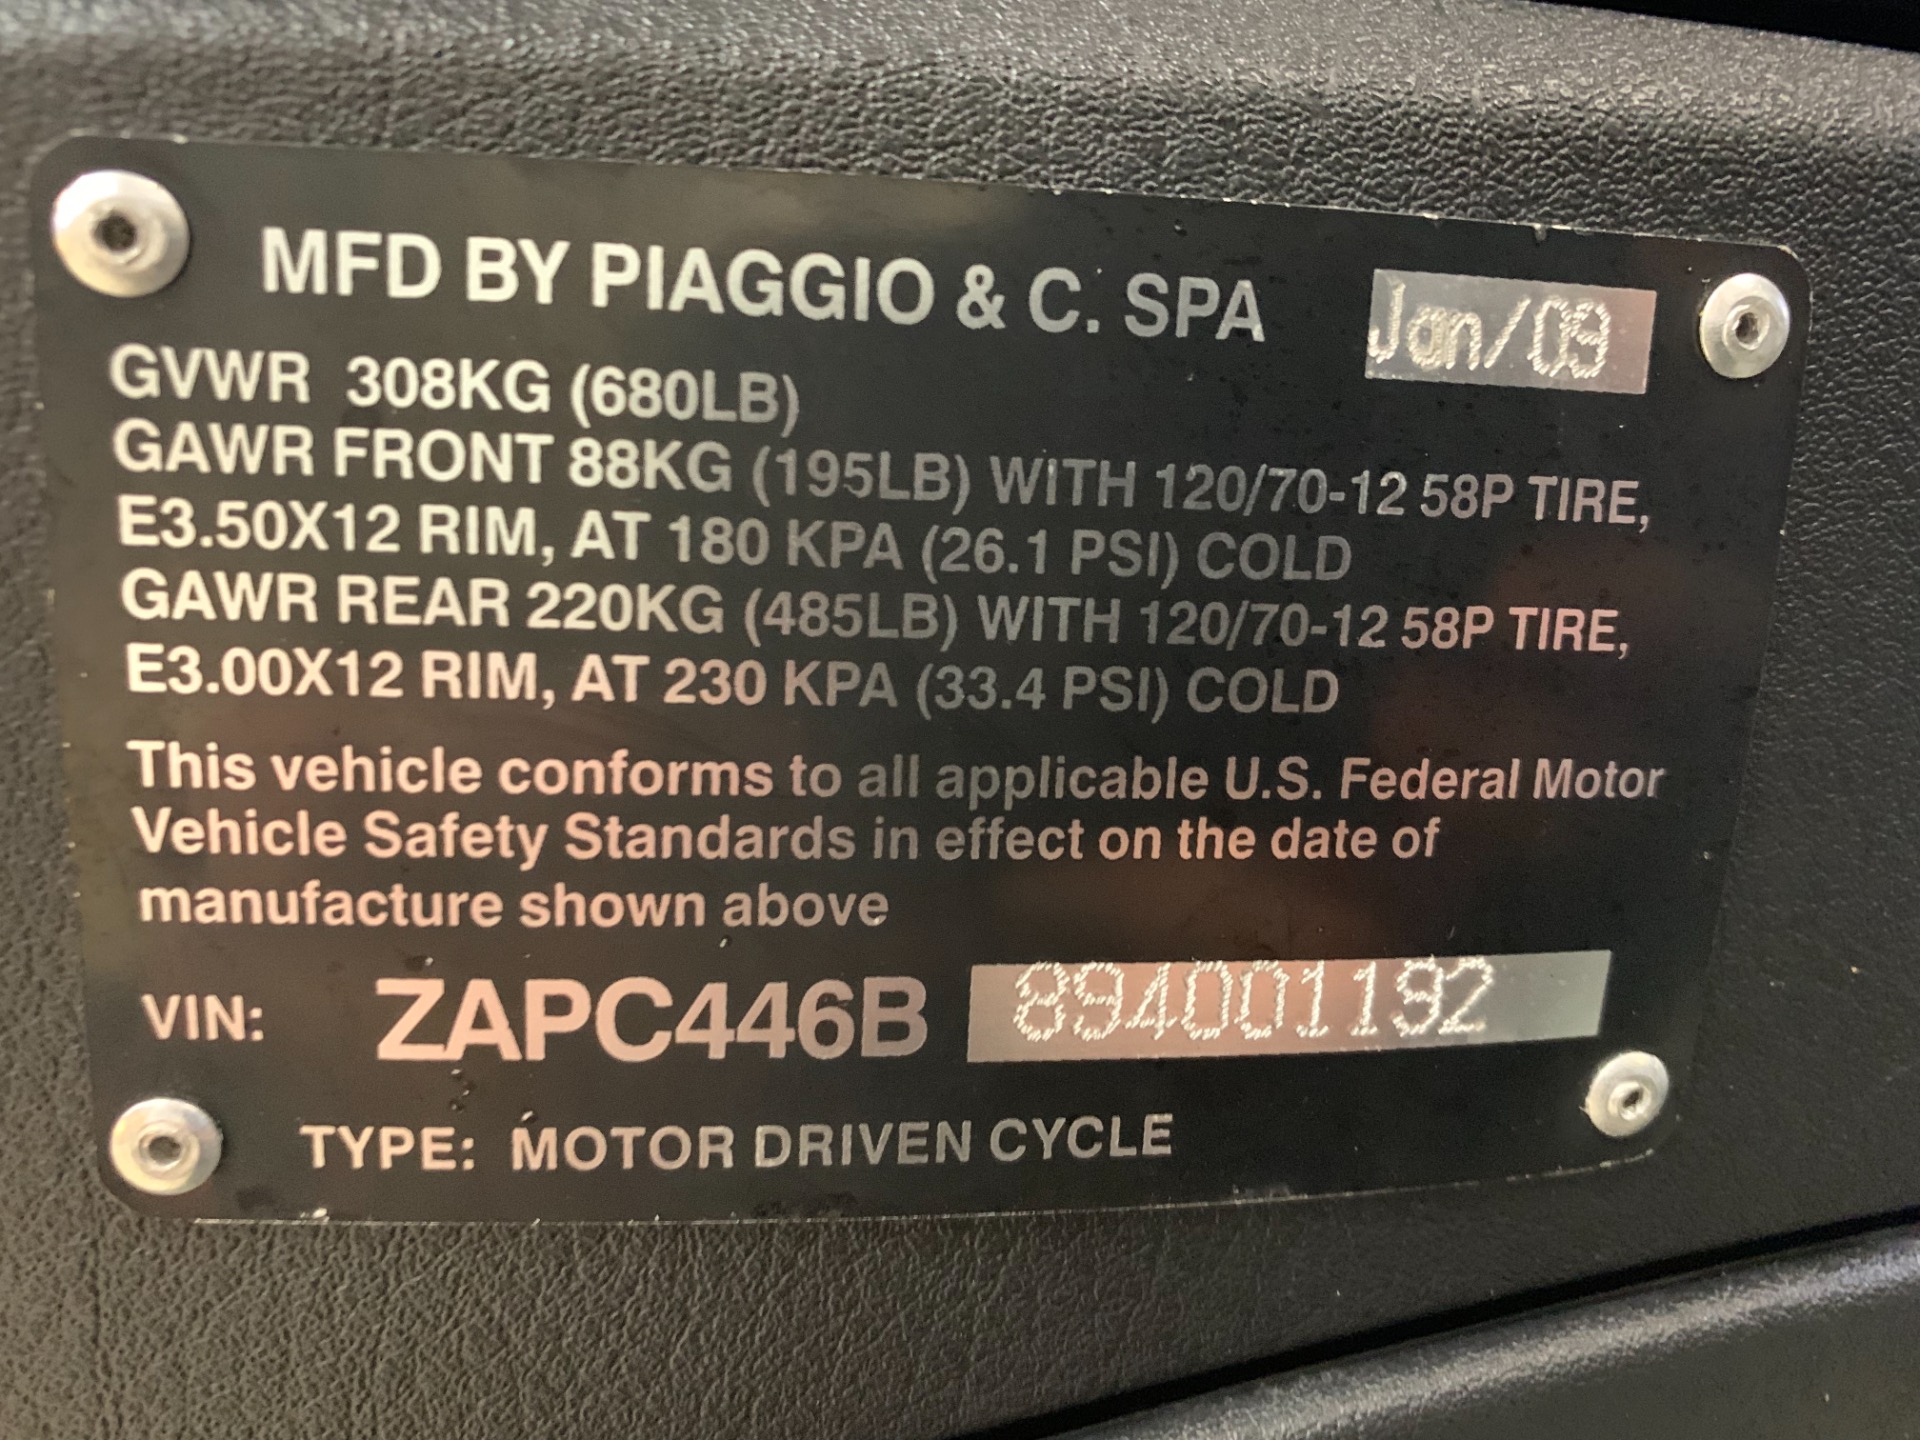 MFD BY PIAGGIO & C. SPA Jan/09
GVWR 308KG (680LB)
GAWR FRONT 88KG (195LB) WITH 120/70-12 58P TIRE,
E3.50X12 RIM, AT 180 KPA (26.1 PSI) COLD
GAWR REAR 220KG (485LB) WITH 120/70-12 58P TIRE,
E3.00X12 RIM, AT 230 KPA (33.4 PSI) COLD
This vehicle conforms to all applicable U.S. Federal Motor
Vehicle Safety Standards in effect on the date of
manufacture shown above
VIN: ZAPC446B 894001192
TYPE: MOTOR DRIVEN CYCLE